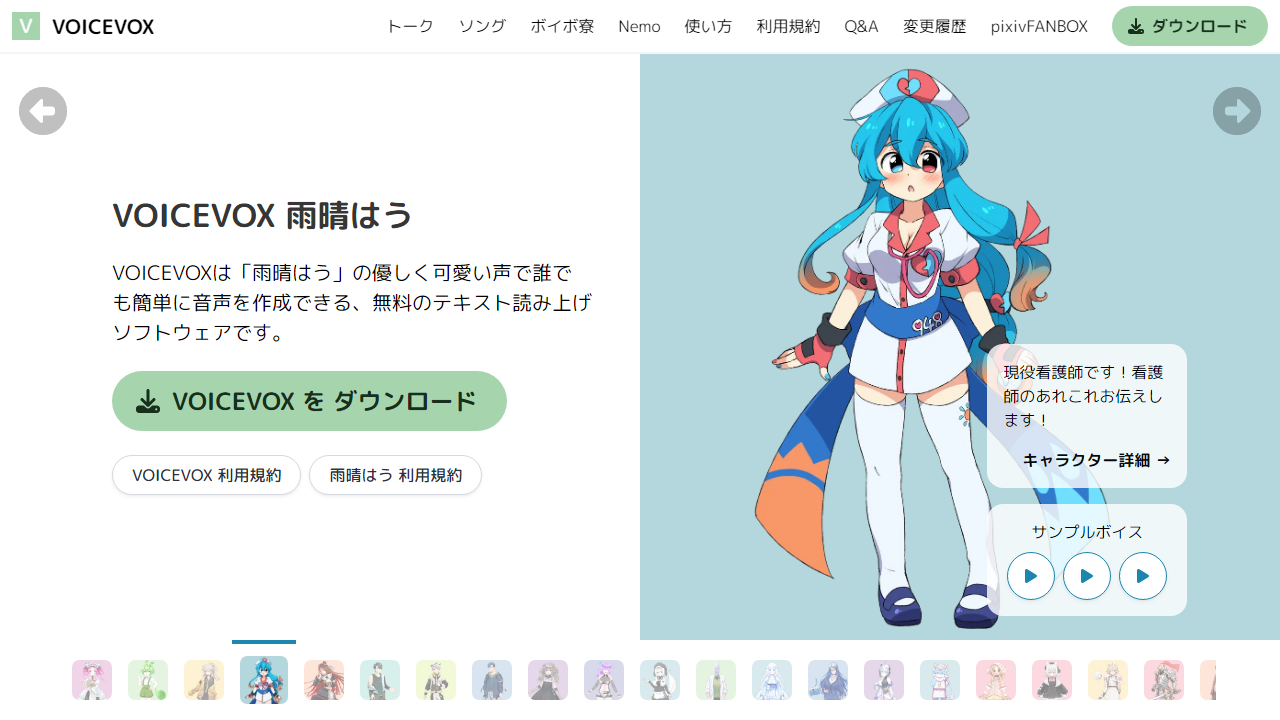 V VOICEVOX
トーク ソング ボイボ寮 Nemo 使い方 利用規約 Q&A 変更履歴 pixivFANBOX ダウンロード
VOICEVOX 雨晴はう
VOICEVOXは「雨晴はう」の優しく可愛い声で誰で
も簡単に音声を作成できる、無料のテキスト読み上げ
ソフトウェアです。
VOICEVOX を ダウンロード
VOICEVOX 利用規約 雨晴はう 利用規約
948
現役看護師です！看護
師のあれこれお伝えし
ます！
キャラクター詳細 →
サンプルボイス